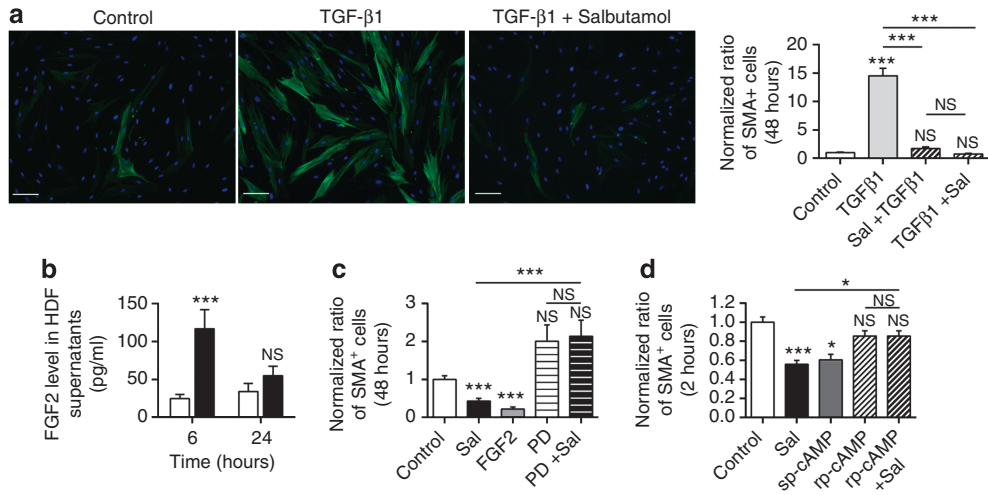 a
Control
TGF-β1
TGF-β1 + Salbutamol
Normalized ratio
of SMA+ cells
(48 hours)
20
15
10
5
0
***
***
***
NS
NS
NS
Control
TGFβ1
Sal +TGFβ1
TGFβ1 +Sal
b
FGF2 level in HDF
supernatants
(pg/ml)
150
100
50
0
***
NS
6
24
Time (hours)
c
Normalized ratio
of SMA⁺ cells
(48 hours)
3
2
1
0
***
NS
NS
NS
***
***
Control
Sal
FGF2
PD
PD +Sal
d
Normalized ratio
of SMA⁺ cells
(2 hours)
1.2
1.0
0.8
0.6
0.4
0.2
0.0
*
NS
NS
NS
***
*
Control
Sal
sp-cAMP
rp-cAMP
rp-cAMP
+Sal